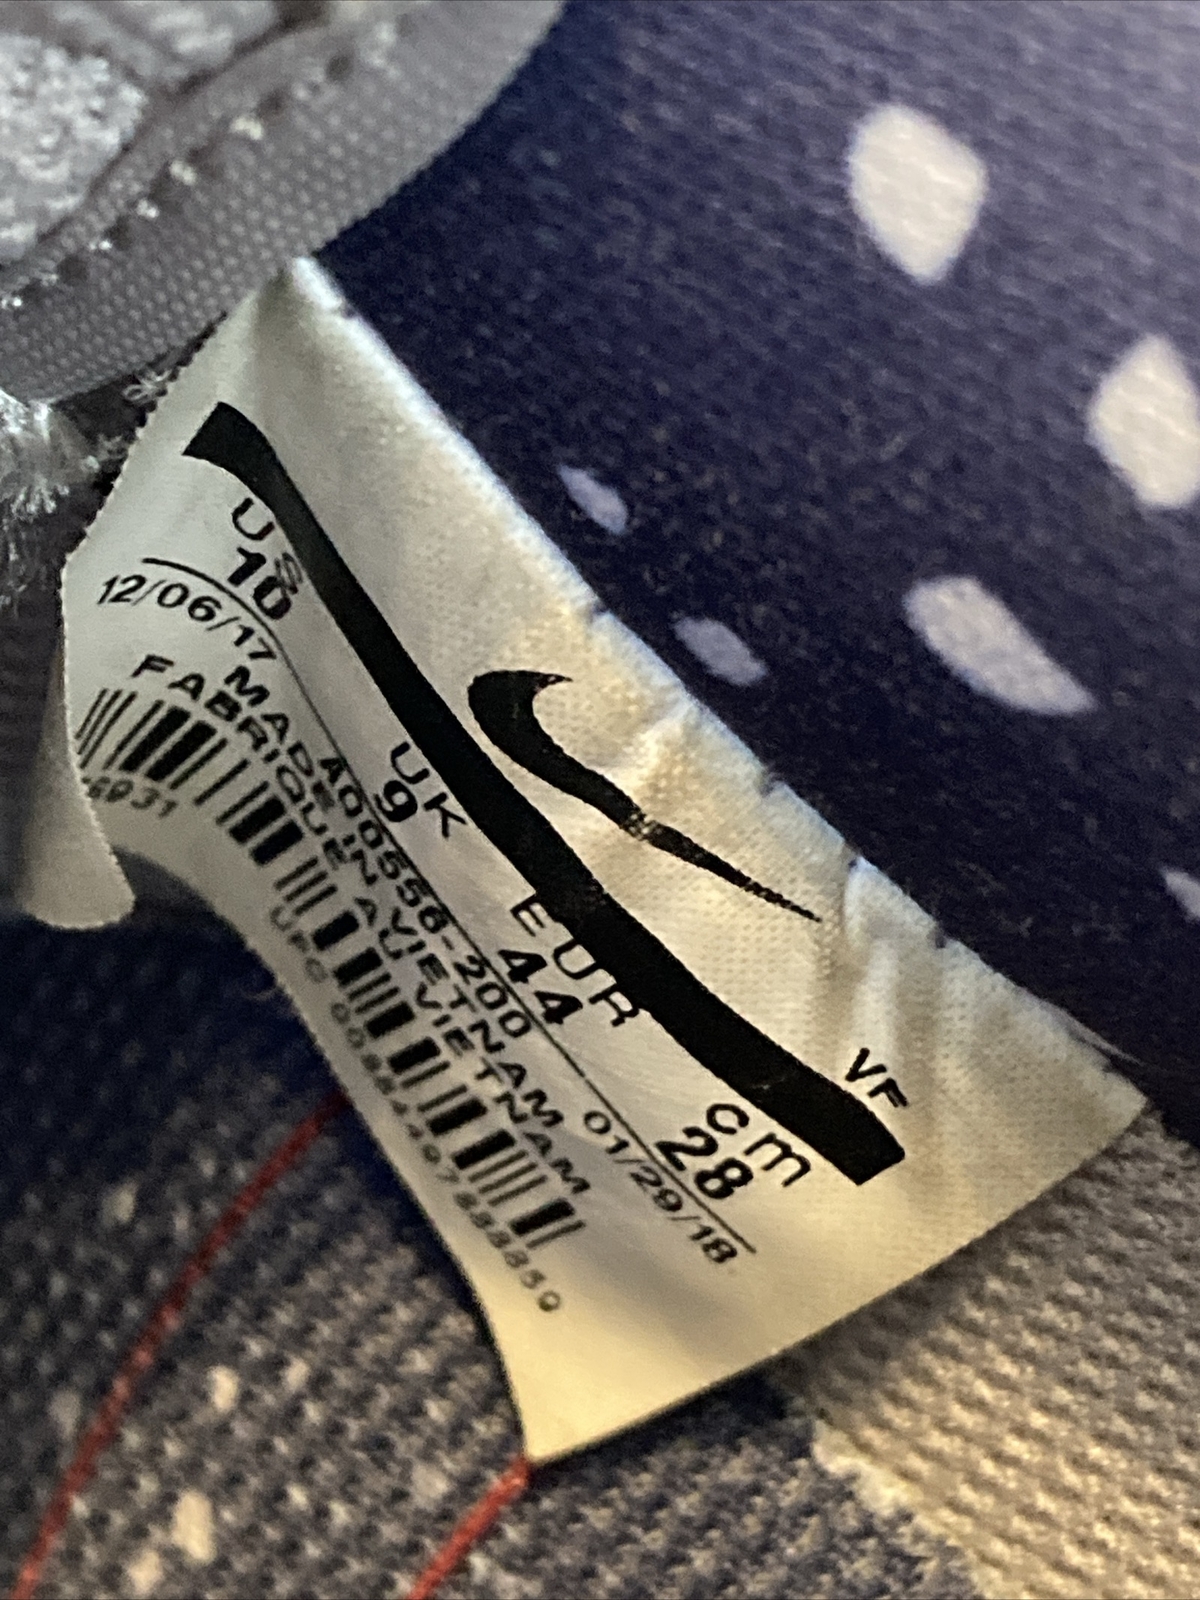 VF
US UK EUR cm
10 9 44 28
12/06/17 AO0556-200 01/29/18
MADE IN VIETNAM
FABRIQUE AU VIETNAM
UPC